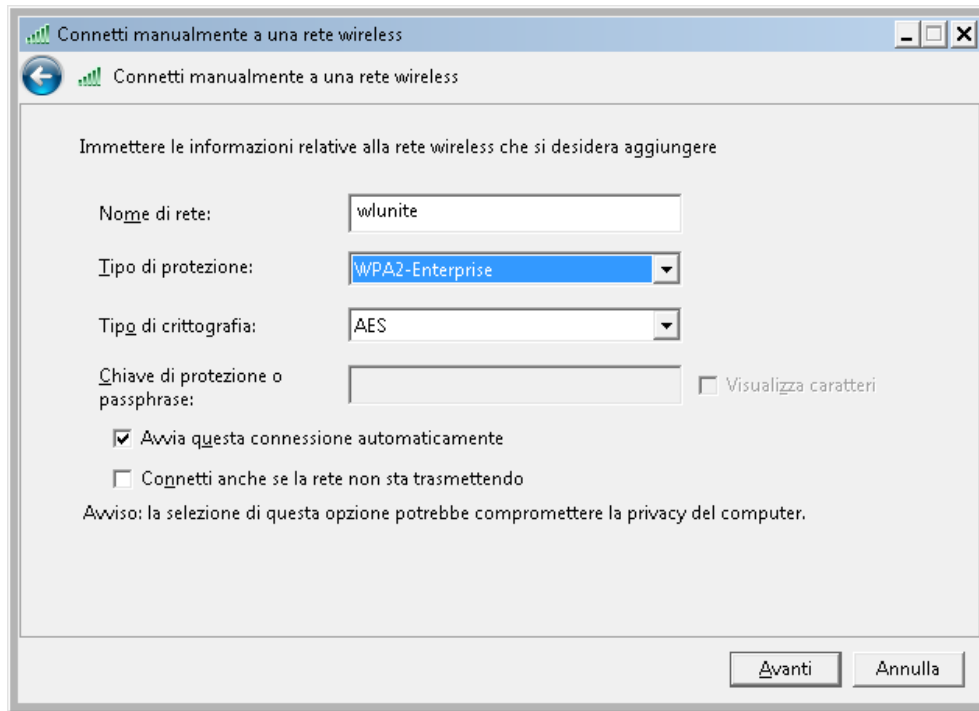 Connetti manualmente a una rete wireless
Connetti manualmente a una rete wireless
Immettere le informazioni relative alla rete wireless che si desidera aggiungere
Nome di rete: wlunite
Tipo di protezione: WPA2-Enterprise
Tipo di crittografia: AES
Chiave di protezione o
passphrase: Visualizza caratteri
Avvia questa connessione automaticamente
Connetti anche se la rete non sta trasmettendo
Avviso: la selezione di questa opzione potrebbe compromettere la privacy del computer.
Avanti Annulla